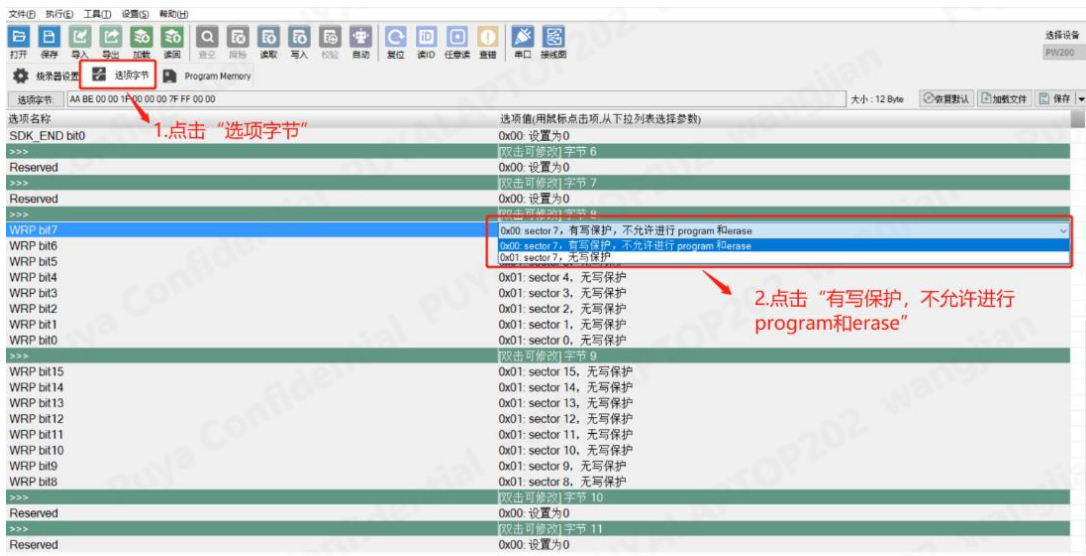 文件(F) 执行(E) 工具(I) 设置(S) 帮助(H)
打开 保存 导入 导出 加载 读回 查空 擦除 读取 写入 校验 自动 复位 读ID 任意读 查错 串口 接线图
选择设备
PW200
烧录器设置 选项字节 Program Memory
选项字节: AA BE 00 00 1F 00 00 00 7F FF 00 00 大小: 12 Byte 恢复默认 加载文件 保存
选项名称 选项值(用鼠标点击项,从下拉列表选择参数)
1.点击“选项字节”
SDK_END bit0 0x00: 设置为0
>>> [双击可修改] 字节 6
Reserved 0x00: 设置为0
>>> [双击可修改] 字节 7
Reserved 0x00: 设置为0
>>> [双击可修改] 字节 8
WRP bit7 0x00: sector 7，有写保护，不允许进行 program 和erase
WRP bit6 0x00: sector 7，有写保护，不允许进行 program 和erase
WRP bit5 0x01: sector 7，无写保护
WRP bit4 0x01: sector 4，无写保护
WRP bit3 0x01: sector 3，无写保护
WRP bit2 0x01: sector 2，无写保护
WRP bit1 0x01: sector 1，无写保护
WRP bit0 0x01: sector 0，无写保护
2.点击“有写保护，不允许进行
program和erase”
>>> [双击可修改] 字节 9
WRP bit15 0x01: sector 15，无写保护
WRP bit14 0x01: sector 14，无写保护
WRP bit13 0x01: sector 13，无写保护
WRP bit12 0x01: sector 12，无写保护
WRP bit11 0x01: sector 11，无写保护
WRP bit10 0x01: sector 10，无写保护
WRP bit9 0x01: sector 9，无写保护
WRP bit8 0x01: sector 8，无写保护
>>> [双击可修改] 字节 10
Reserved 0x00: 设置为0
>>> [双击可修改] 字节 11
Reserved 0x00: 设置为0
Puya Confidential PUYALAPTOP202 wangjian